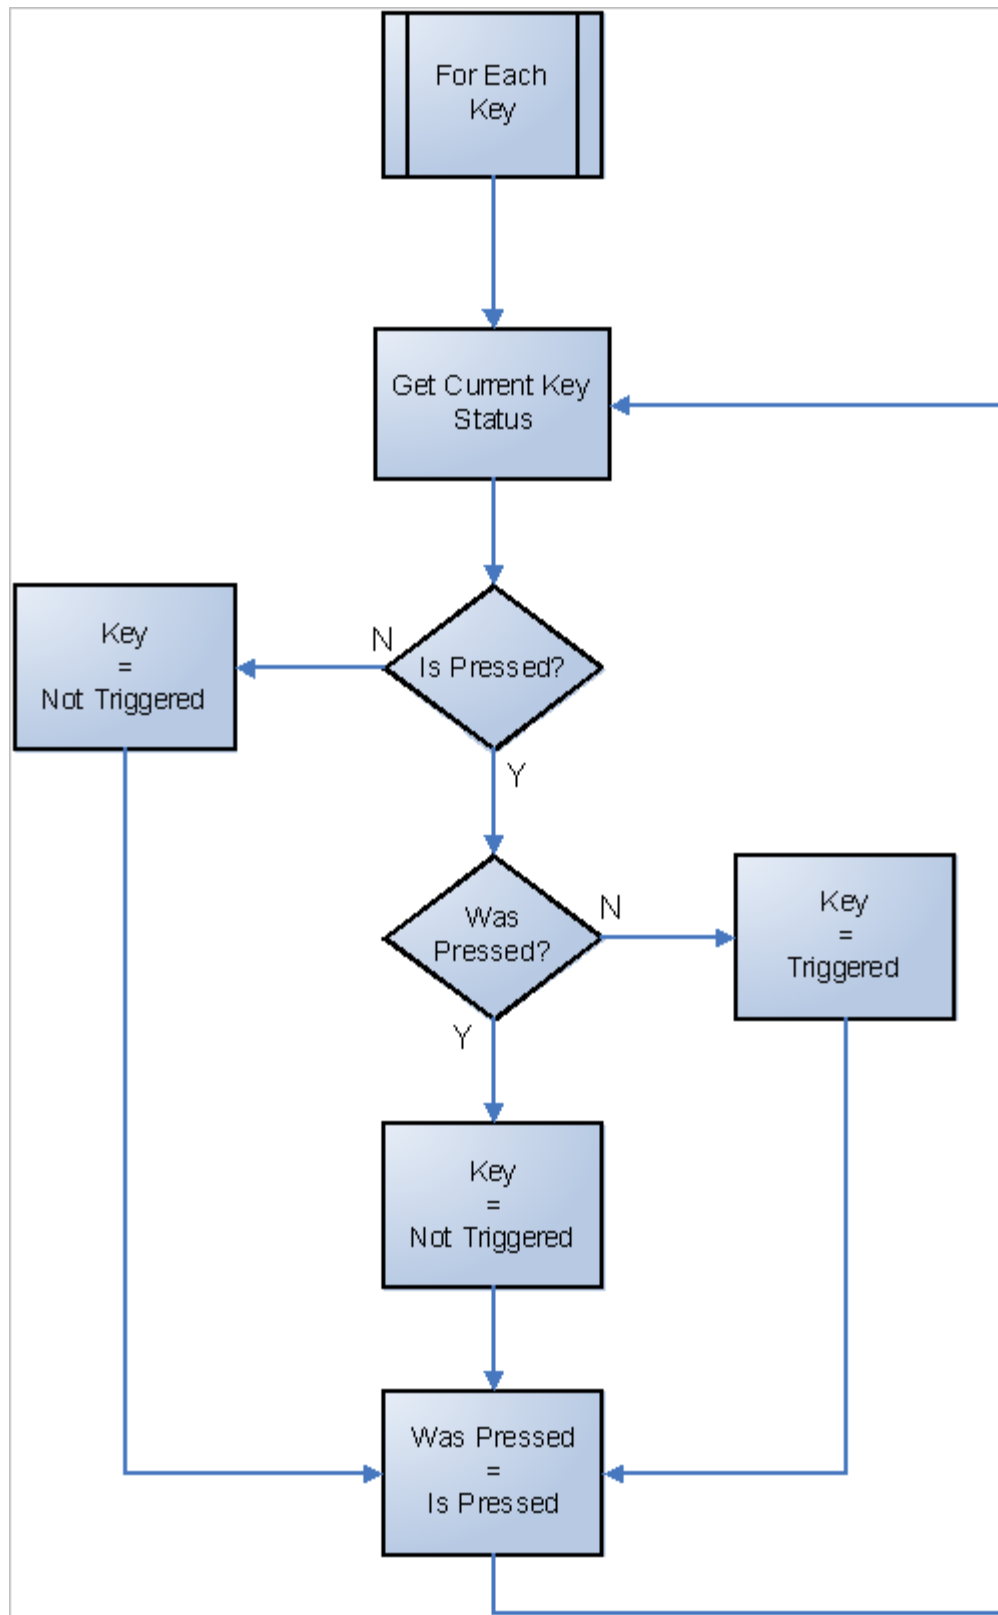 For Each
Key
Get Current Key
Status
Key
=
Not Triggered
N
Is Pressed?
Y
Was
Pressed?
N
Key
=
Triggered
Y
Key
=
Not Triggered
Was Pressed
=
Is Pressed